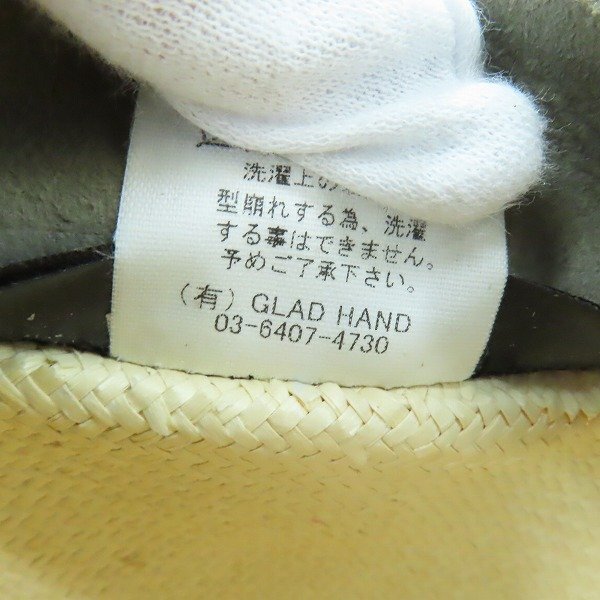 洗濯上の
型崩れする為、洗濯
する事はできません。
予めご了承下さい。
(有) GLAD HAND
03-6407-4730